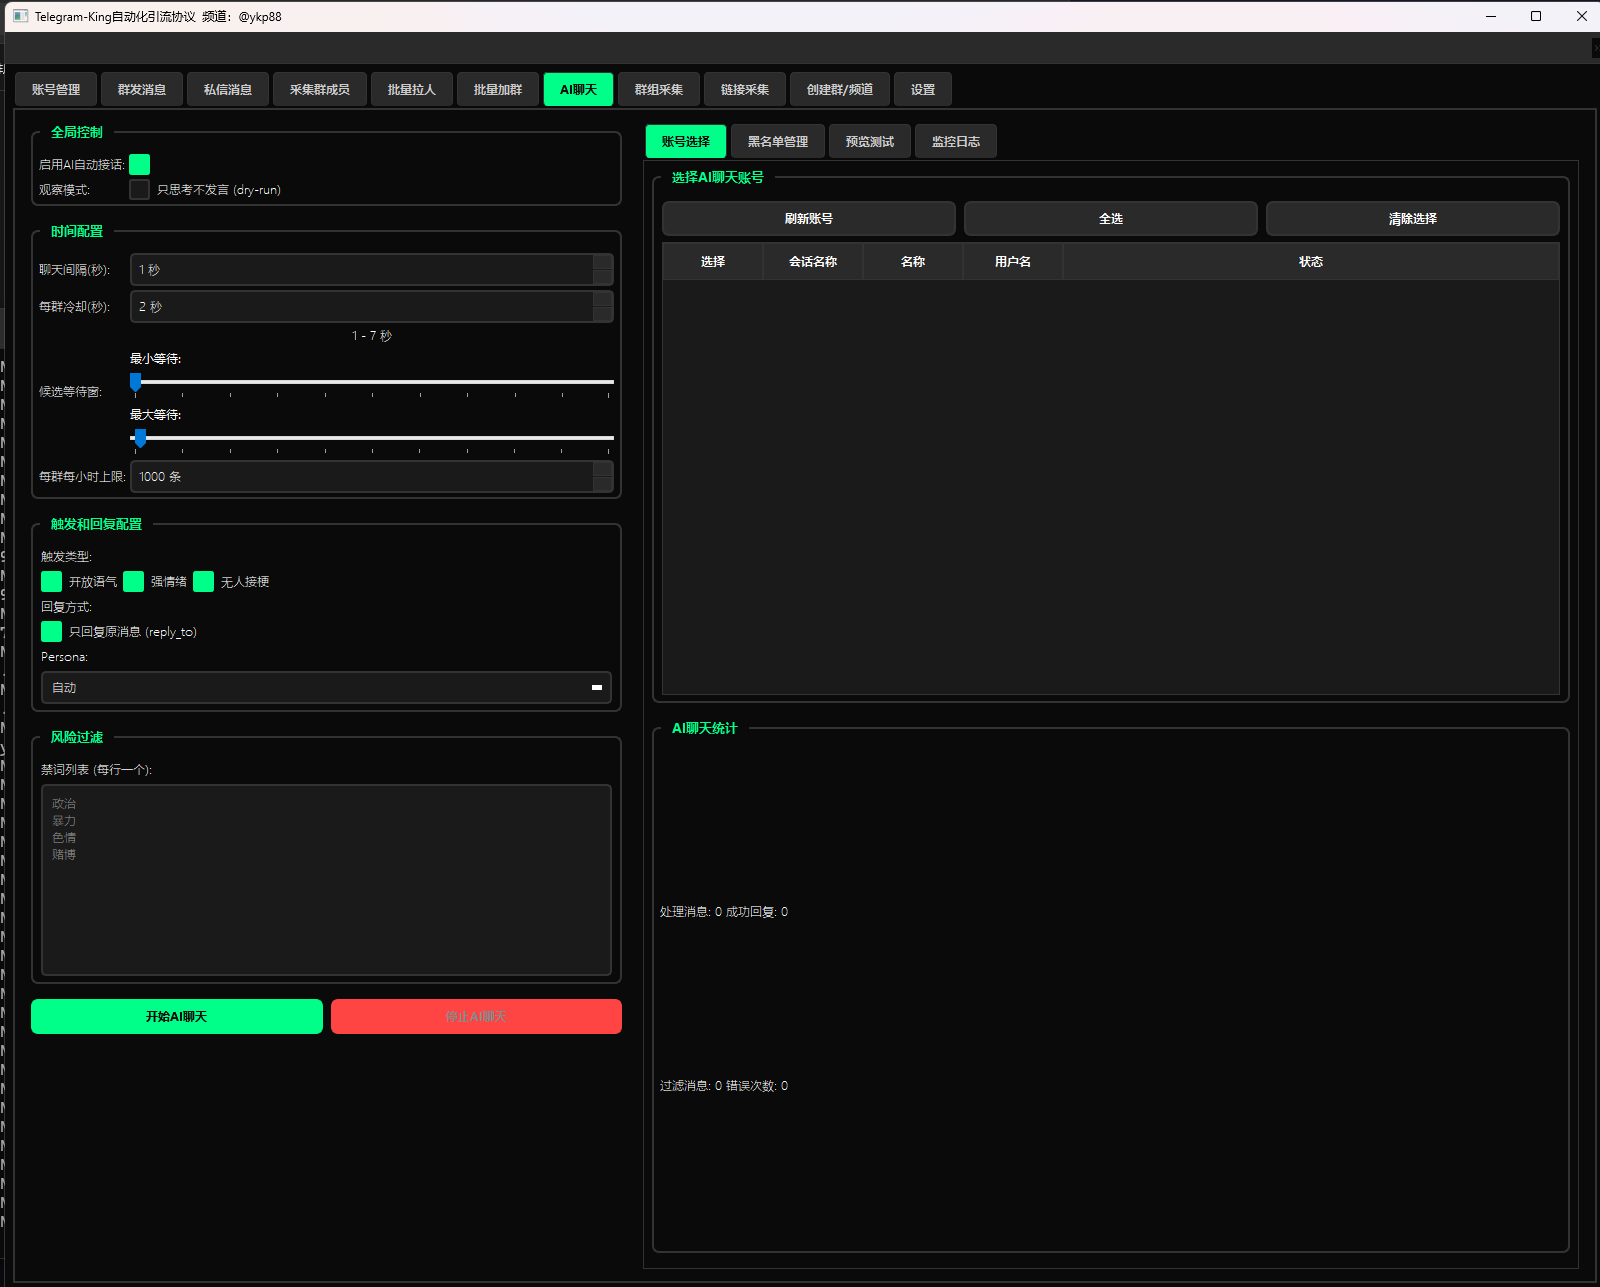 Telegram-King自动化引流协议 频道：@ykp88
账号管理 群发消息 私信消息 采集群成员 批量拉人 批量加群 AI聊天 群组采集 链接采集 创建群/频道 设置
全局控制
启用AI自动接话:
观察模式: 只思考不发言 (dry-run)
时间配置
聊天间隔(秒): 1 秒
每群冷却(秒): 2 秒
1 - 7 秒
最小等待:
候选等待窗:
最大等待:
每群每小时上限: 1000 条
触发和回复配置
触发类型:
开放语气 强情绪 无人接梗
回复方式:
只回复原消息 (reply_to)
Persona:
自动
风险过滤
禁词列表 (每行一个):
政治
暴力
色情
赌博
开始AI聊天 停止AI聊天
账号选择 黑名单管理 预览测试 监控日志
选择AI聊天账号
刷新账号 全选 清除选择
选择 会话名称 名称 用户名 状态
AI聊天统计
处理消息: 0 成功回复: 0
过滤消息: 0 错误次数: 0